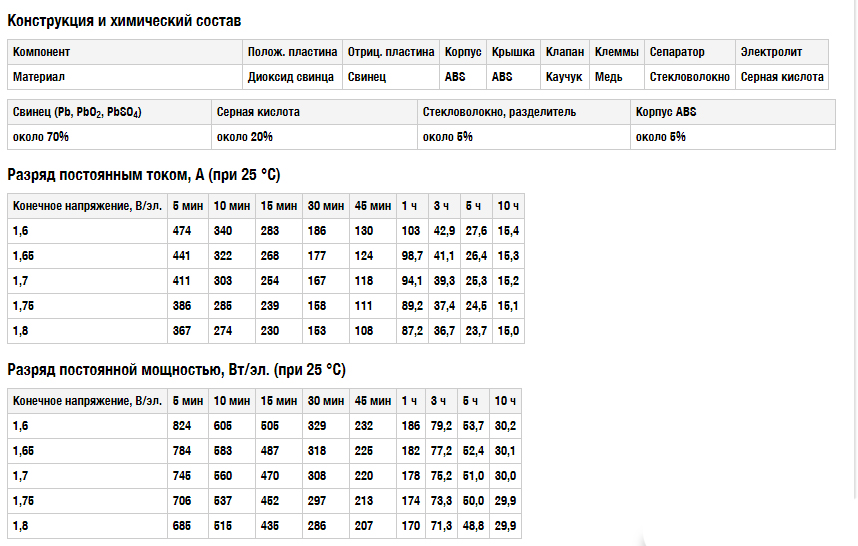 Конструкция и химический состав
Компонент Полож. пластина Отриц. пластина Корпус Крышка Клапан Клеммы Сепаратор Электролит
Материал Диоксид свинца Свинец ABS ABS Каучук Медь Стекловолокно Серная кислота
Свинец (Pb, PbO2, PbSO4) Серная кислота Стекловолокно, разделитель Корпус ABS
около 70% около 20% около 5% около 5%
Разряд постоянным током, А (при 25 °C)
Конечное напряжение, В/эл. 5 мин 10 мин 15 мин 30 мин 45 мин 1 ч 3 ч 5 ч 10 ч
1,6 474 340 283 186 130 103 42,9 27,6 15,4
1,65 441 322 268 177 124 98,7 41,1 26,4 15,3
1,7 411 303 254 167 118 94,1 39,3 25,3 15,2
1,75 386 285 239 158 111 89,2 37,4 24,5 15,1
1,8 367 274 230 153 108 87,2 36,7 23,7 15,0
Разряд постоянной мощностью, Вт/эл. (при 25 °C)
Конечное напряжение, В/эл. 5 мин 10 мин 15 мин 30 мин 45 мин 1 ч 3 ч 5 ч 10 ч
1,6 824 605 505 329 232 186 79,2 53,7 30,2
1,65 784 583 487 318 225 182 77,2 52,4 30,1
1,7 745 560 470 308 220 178 75,2 51,0 30,0
1,75 706 537 452 297 213 174 73,3 50,0 29,9
1,8 685 515 435 286 207 170 71,3 48,8 29,9